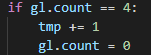 if gl.count == 4:
    tmp += 1
    gl.count = 0